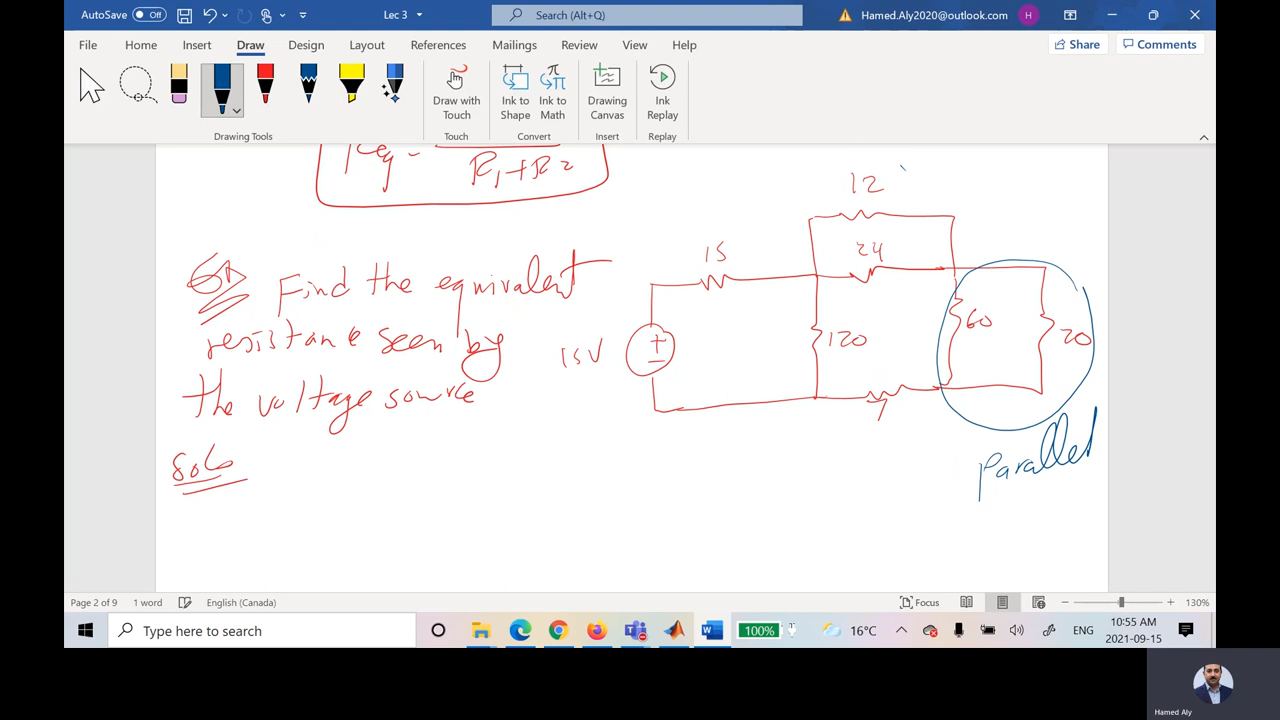 AutoSave Off
Lec 3
Search (Alt+Q)
Hamed.Aly2020@outlook.com
H
File Home Insert Draw Design Layout References Mailings Review View Help
Share Comments
Draw with Touch
Ink to Shape
Ink to Math
Drawing Canvas
Ink Replay
Drawing Tools
Touch
Convert
Insert
Replay
Req =
R1+R2
12
Find the equivalent
resistance seen by
the voltage source
Sol
15
24
15V
+
−
120
60
20
7
Parallel
Page 2 of 9 1 word English (Canada)
Focus
130%
Type here to search
100%
16°C
ENG
10:55 AM
2021-09-15
Hamed Aly